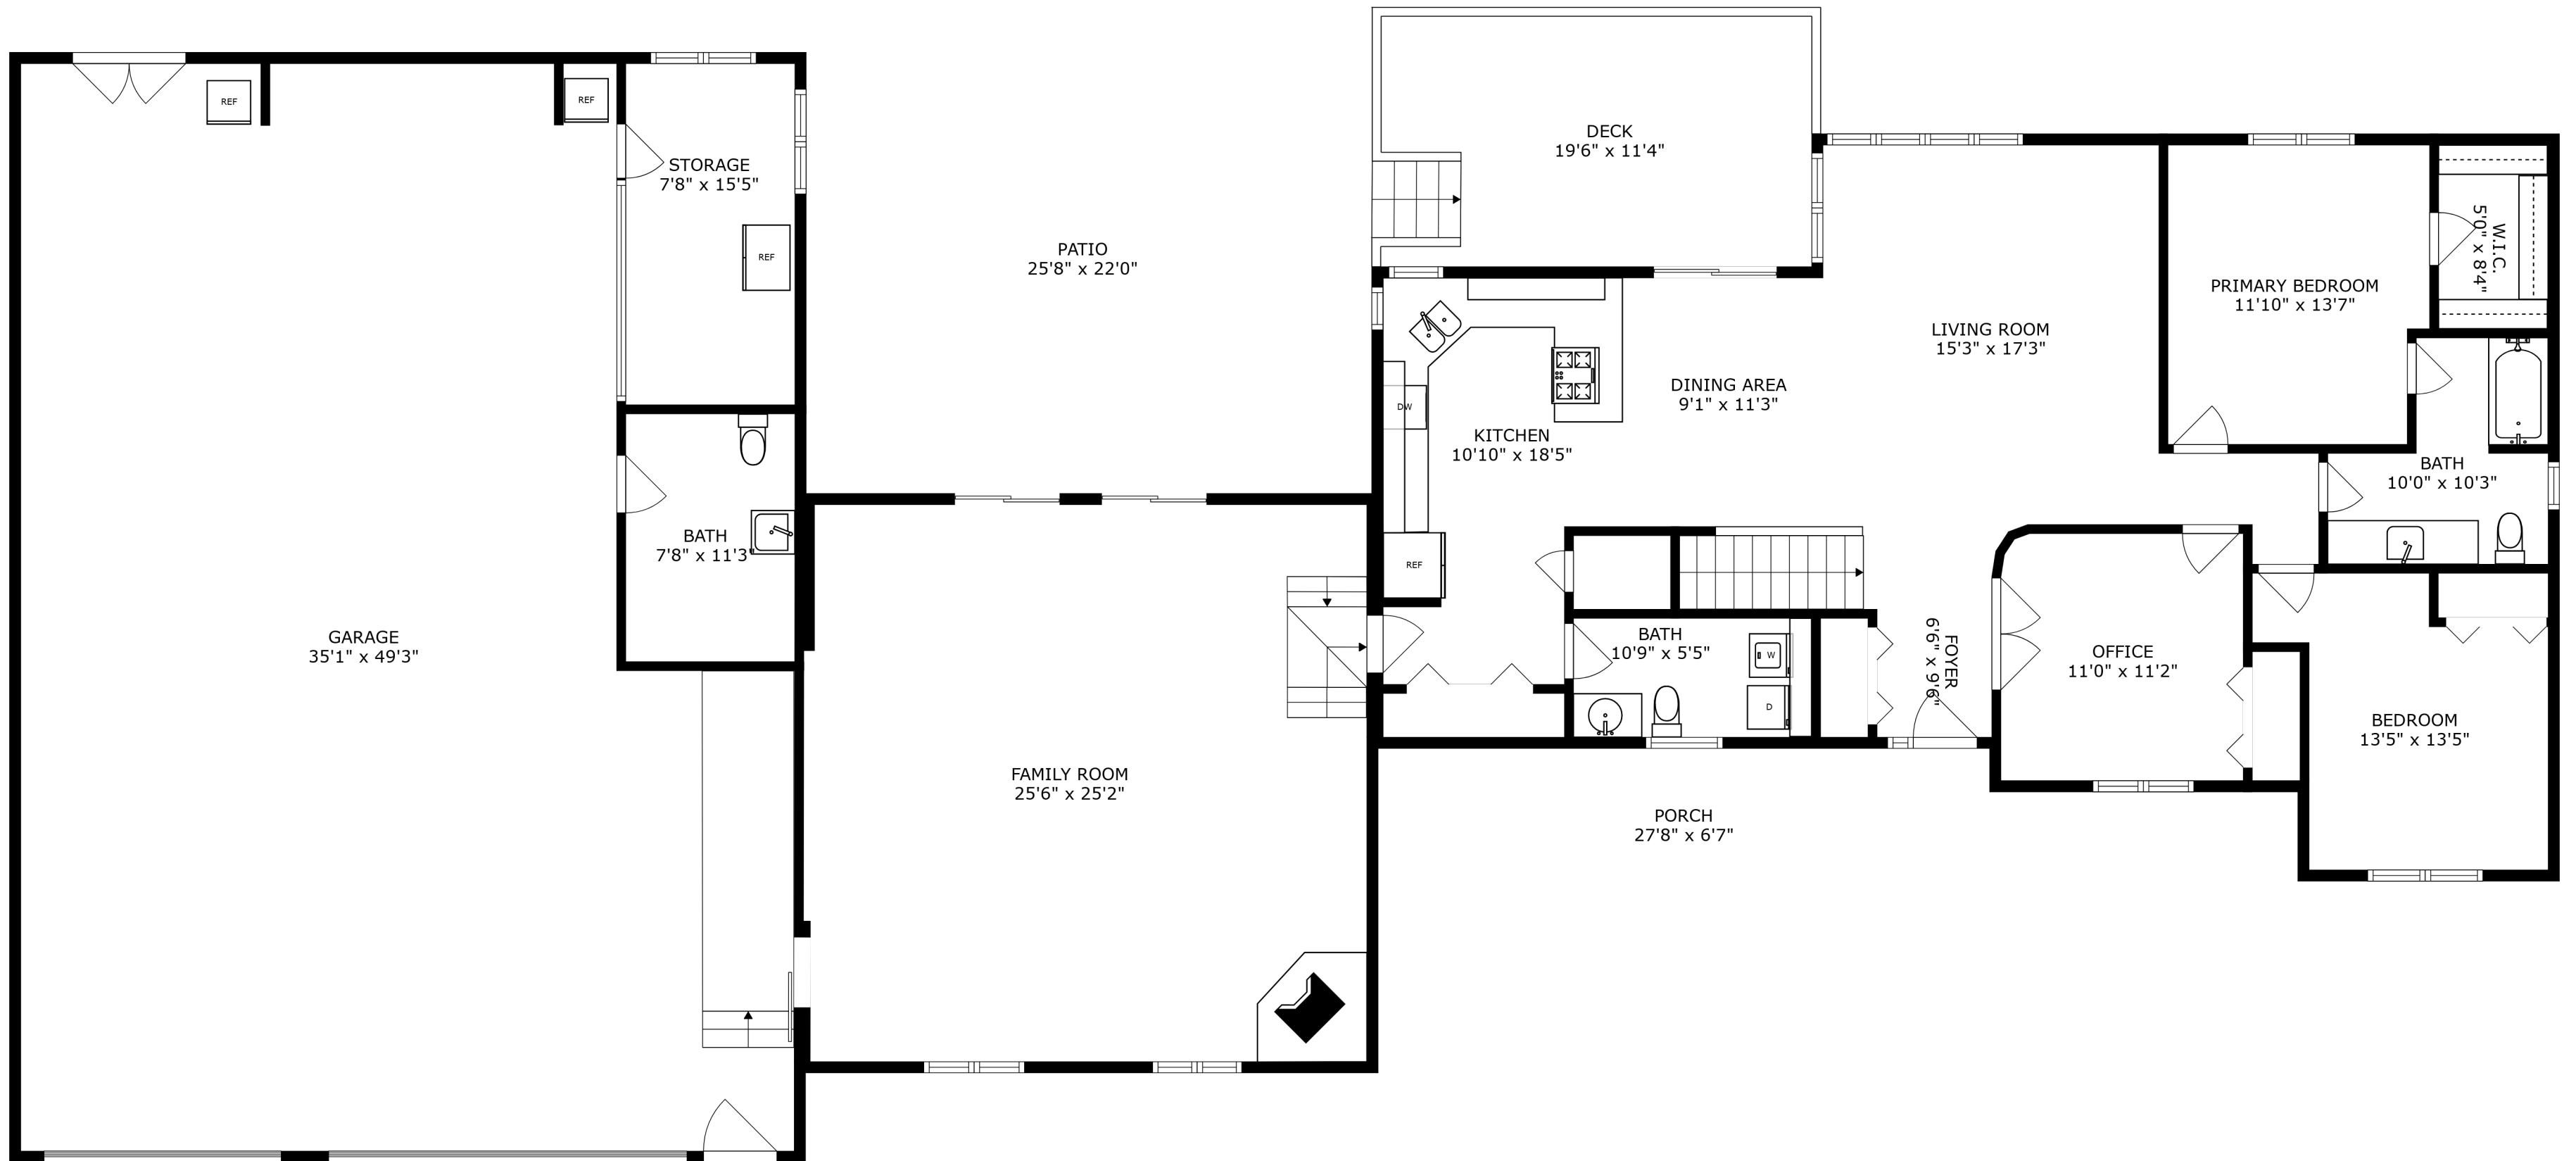 REF
REF
STORAGE
7'8" x 15'5"
REF
BATH
7'8" x 11'3"
GARAGE
35'1" x 49'3"
PATIO
25'8" x 22'0"
FAMILY ROOM
25'6" x 25'2"
DECK
19'6" x 11'4"
DW
KITCHEN
10'10" x 18'5"
REF
DINING AREA
9'1" x 11'3"
LIVING ROOM
15'3" x 17'3"
BATH
10'9" x 5'5"
W
D
FOYER
6'6" x 9'6"
PORCH
27'8" x 6'7"
OFFICE
11'0" x 11'2"
PRIMARY BEDROOM
11'10" x 13'7"
W.I.C.
5'0" x 8'4"
BATH
10'0" x 10'3"
BEDROOM
13'5" x 13'5"